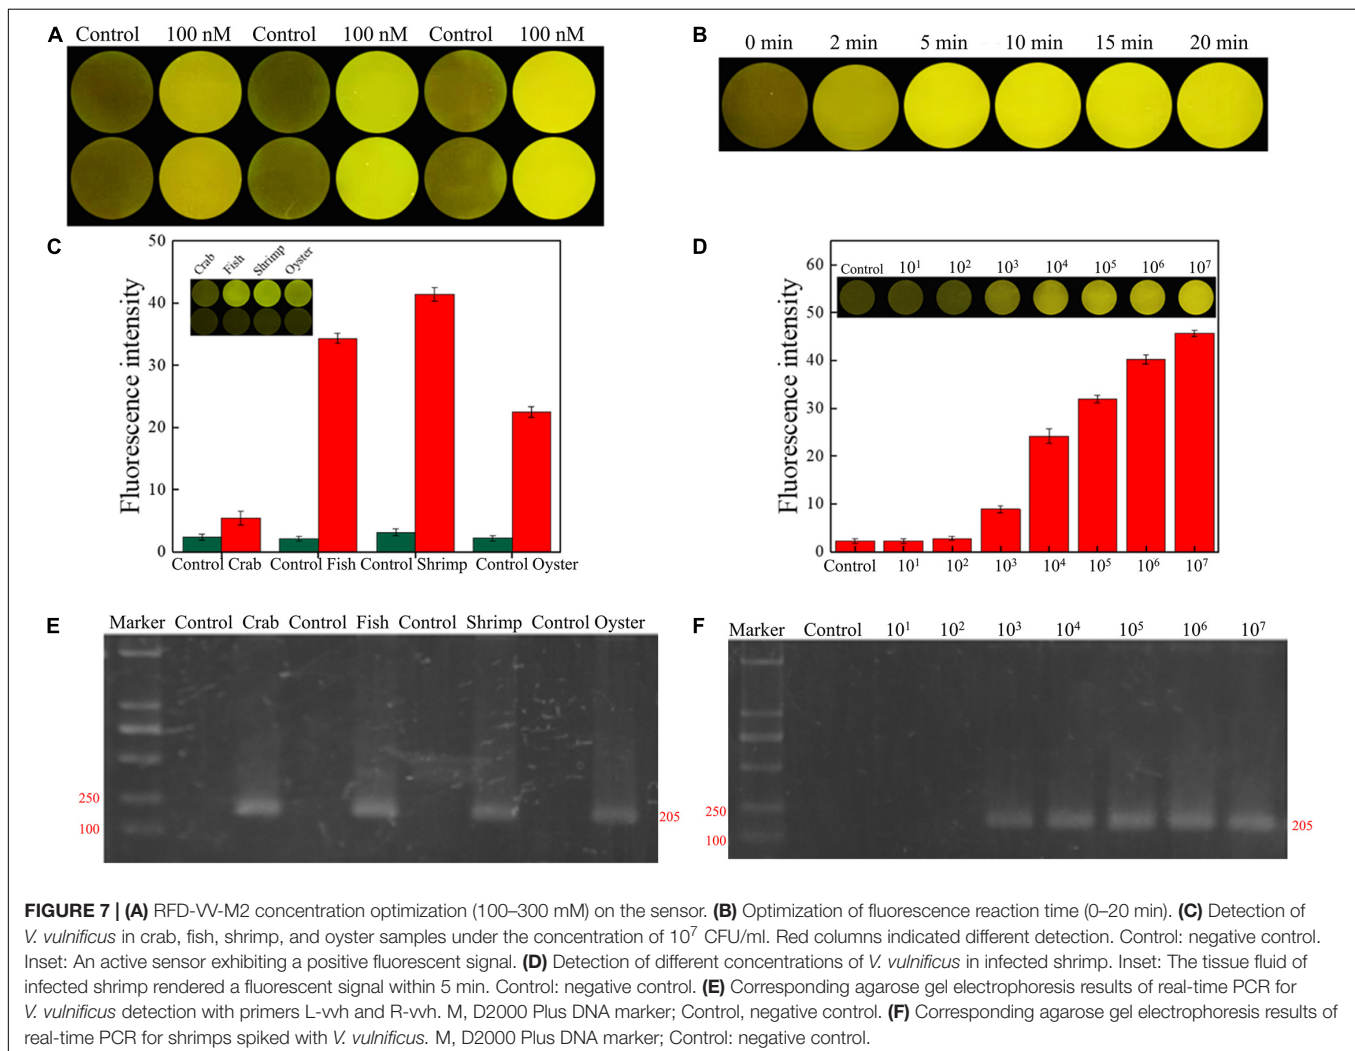 A
Control 100 nM Control 100 nM Control 100 nM
B
0 min 2 min 5 min 10 min 15 min 20 min
C
Fluorescence intensity
50
40
30
20
10
0
Crab Fish Shrimp Oyster
Control Crab Control Fish Control Shrimp Control Oyster
D
Fluorescence intensity
60
50
40
30
20
10
0
Control 10¹ 10² 10³ 10⁴ 10⁵ 10⁶ 10⁷
Control 10¹ 10² 10³ 10⁴ 10⁵ 10⁶ 10⁷
E
Marker Control Crab Control Fish Control Shrimp Control Oyster
250
100
205
F
Marker Control 10¹ 10² 10³ 10⁴ 10⁵ 10⁶ 10⁷
250
100
205
FIGURE 7 | (A) RFD-VV-M2 concentration optimization (100–300 mM) on the sensor. (B) Optimization of fluorescence reaction time (0–20 min). (C) Detection of
V. vulnificus in crab, fish, shrimp, and oyster samples under the concentration of 10⁷ CFU/ml. Red columns indicated different detection. Control: negative control.
Inset: An active sensor exhibiting a positive fluorescent signal. (D) Detection of different concentrations of V. vulnificus in infected shrimp. Inset: The tissue fluid of
infected shrimp rendered a fluorescent signal within 5 min. Control: negative control. (E) Corresponding agarose gel electrophoresis results of real-time PCR for
V. vulnificus detection with primers L-vvh and R-vvh. M, D2000 Plus DNA marker; Control, negative control. (F) Corresponding agarose gel electrophoresis results of
real-time PCR for shrimps spiked with V. vulnificus. M, D2000 Plus DNA marker; Control: negative control.